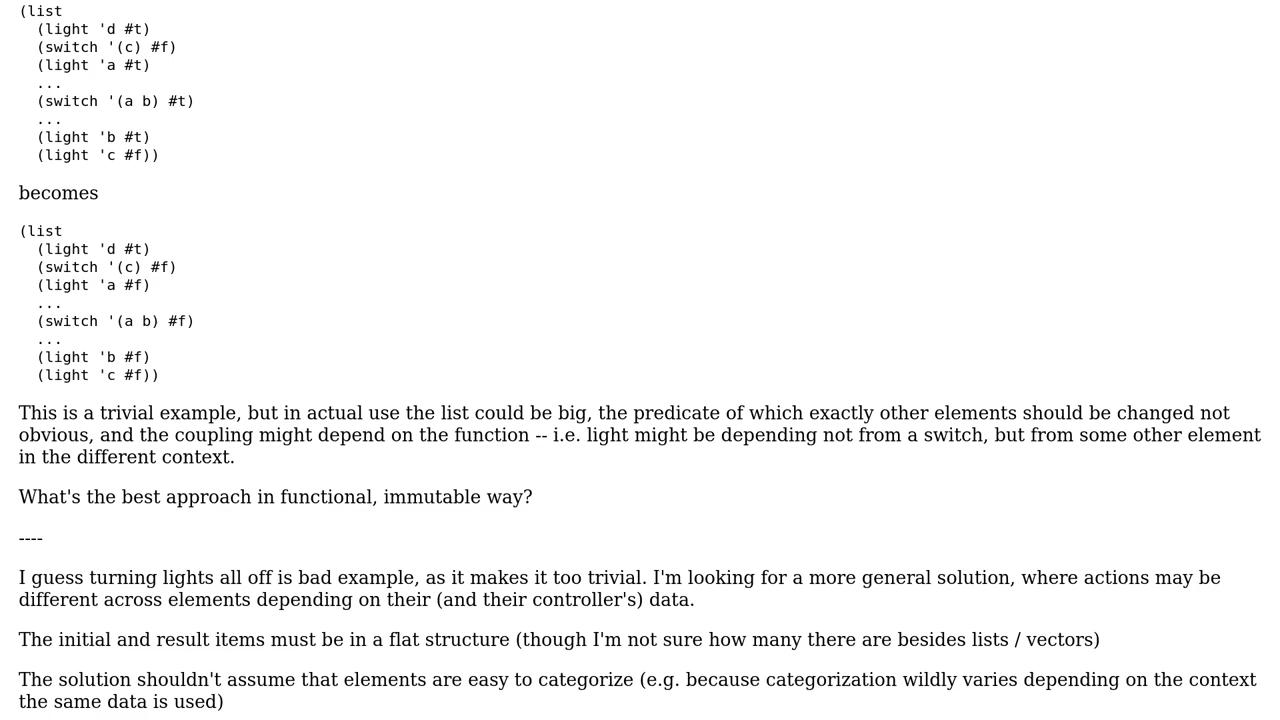 (list
  (light 'd #t)
  (switch '(c) #f)
  (light 'a #t)
  ...
  (switch '(a b) #t)
  ...
  (light 'b #t)
  (light 'c #f))
becomes
(list
  (light 'd #t)
  (switch '(c) #f)
  (light 'a #f)
  ...
  (switch '(a b) #f)
  ...
  (light 'b #f)
  (light 'c #f))
This is a trivial example, but in actual use the list could be big, the predicate of which exactly other elements should be changed not
obvious, and the coupling might depend on the function -- i.e. light might be depending not from a switch, but from some other element
in the different context.
What's the best approach in functional, immutable way?
----
I guess turning lights all off is bad example, as it makes it too trivial. I'm looking for a more general solution, where actions may be
different across elements depending on their (and their controller's) data.
The initial and result items must be in a flat structure (though I'm not sure how many there are besides lists / vectors)
The solution shouldn't assume that elements are easy to categorize (e.g. because categorization wildly varies depending on the context
the same data is used)